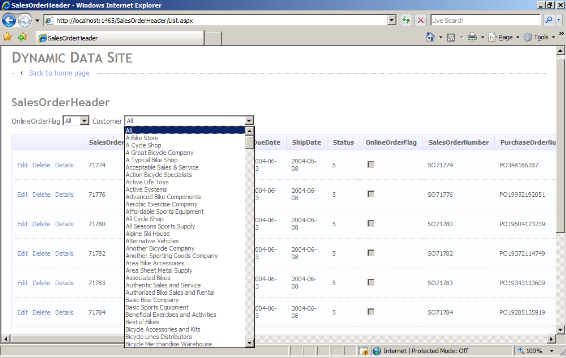 SalesOrderHeader - Windows Internet Explorer
http://localhost:1465/SalesOrderHeader/list.aspx
Live Search
SalesOrderHeader
Page
Tools
DYNAMIC DATA SITE
Back to home page
SalesOrderHeader
OnlineOrderFlag All Customer All
All
A Bike Store
A Cycle Shop
A Great Bicycle Company
A Typical Bike Shop
Acceptable Sales & Service
Action Bicycle Specialists
Active Life Toys
Active Systems
Advanced Bike Components
Aerobic Exercise Company
Affordable Sports Equipment
All Cycle Shop
All Seasons Sports Supply
Alpine Ski House
Alternative Vehicles
Another Bicycle Company
Another Sporting Goods Company
Area Bike Accessories
Area Sheet Metal Supply
Associated Bikes
Authentic Sales and Service
Authorized Bike Sales and Rental
Basic Bike Company
Basic Sports Equipment
Beneficial Exercises and Activities
Best o' Bikes
Bicycle Accessories and Kits
Bicycle Lines Distributors
Bicycle Merchandise Warehouse
SalesOr DueDate ShipDate Status OnlineOrderFlag SalesOrderNumber PurchaseOrderNu
Edit Delete Details 71774 2004-06- 2004-06-08 5 SO71774 PO348186287
Edit Delete Details 71776 2004-06- 2004-06-08 5 SO71776 PO19952192051
Edit Delete Details 71780 2004-06- 2004-06-08 5 SO71780 PO19604173239
Edit Delete Details 71782 2004-06- 2004-06-08 5 SO71782 PO19372114749
Edit Delete Details 71783 2004-06- 2004-06-08 5 SO71783 PO19343113609
Edit Delete Details 71784 2004-06- 2004-06-08 5 SO71784 PO19285135919
Internet | Protected Mode: Off
100%